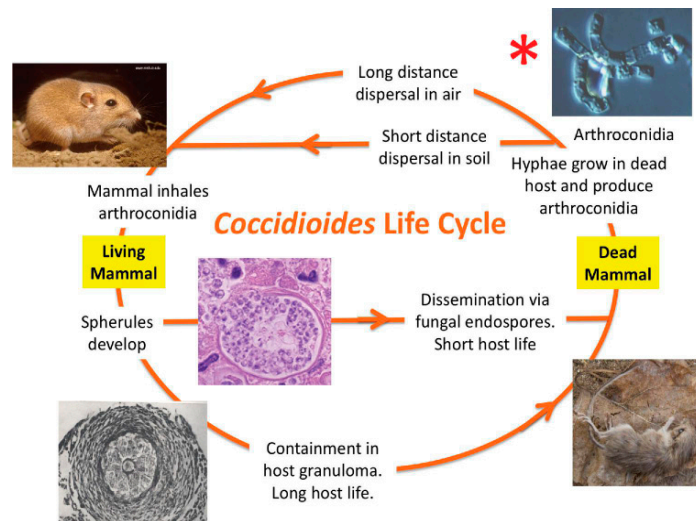 Long distance
dispersal in air
*
Arthroconidia
Short distance
dispersal in soil
Hyphae grow in dead
host and produce
arthroconidia
Mammal inhales
arthroconidia
Coccidioides Life Cycle
Living
Mammal
Dead
Mammal
Spherules
develop
Dissemination via
fungal endospores.
Short host life
Containment in
host granuloma.
Long host life.